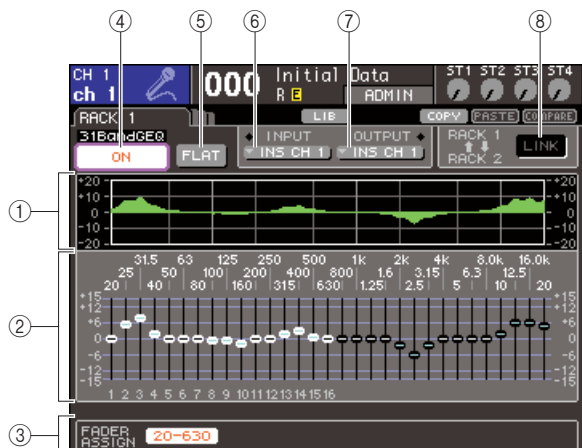 ④ ⑤ ⑥ ⑦ ⑧
CH 1 000 Initial Data ST1 ST2 ST3 ST4
ch 1 R E ADMIN
RACK 1 LIB COPY PASTE COMPARE
31BandGEQ INPUT OUTPUT RACK 1
ON FLAT INS CH 1 INS CH 1 LINK
RACK 2
①
+20 +20
+10 +10
0 0
-10 -10
-20 -20
②
31.5 63 125 250 500 1k 2k 4k 8.0k 16.0k
25 50 100 200 400 800 1.6 3.15 6.3 12.5
20 40 80 160 315 630 1.25 2.5 5 10 20
+15 +15
+12 +12
+6 +6
0 0
-6 -6
-12 -12
-15 -15
1 2 3 4 5 6 7 8 9 10 11 12 13 14 15 16
③
FADER ASSIGN 20-630